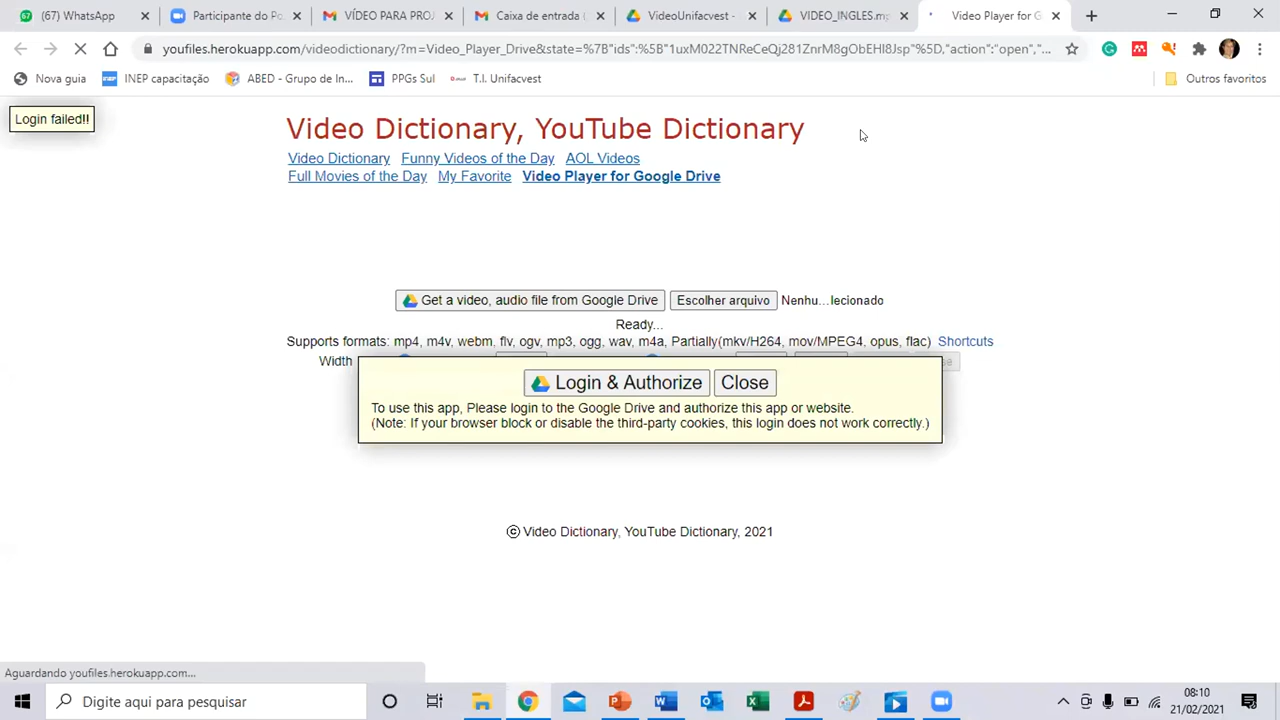 (67) WhatsApp
Participante do Po
VÍDEO PARA PROJ
Caixa de entrada (
VideoUnifacvest -
VIDEO_INGLES.mp
Video Player for G
youfiles.herokuapp.com/videodictionary/?m=Video_Player_Drive&state=%7B"ids":%5B"1uxM022TNReCeQj281ZnrM8gObEHI8Jsp"%5D,"action":"open","...
Nova guia
INEP capacitação
ABED - Grupo de In...
PPGs Sul
T.I. Unifacvest
Outros favoritos
Login failed!!
Video Dictionary, YouTube Dictionary
Video Dictionary Funny Videos of the Day AOL Videos
Full Movies of the Day My Favorite Video Player for Google Drive
Get a video, audio file from Google Drive Escolher arquivo Nenhu...lecionado
Ready...
Supports formats: mp4, m4v, webm, flv, ogv, mp3, ogg, wav, m4a, Partially(mkv/H264, mov/MPEG4, opus, flac) Shortcuts
Width
Login & Authorize Close
To use this app, Please login to the Google Drive and authorize this app or website.
(Note: If your browser block or disable the third-party cookies, this login does not work correctly.)
© Video Dictionary, YouTube Dictionary, 2021
Aguardando youfiles.herokuapp.com...
Digite aqui para pesquisar
08:10
21/02/2021